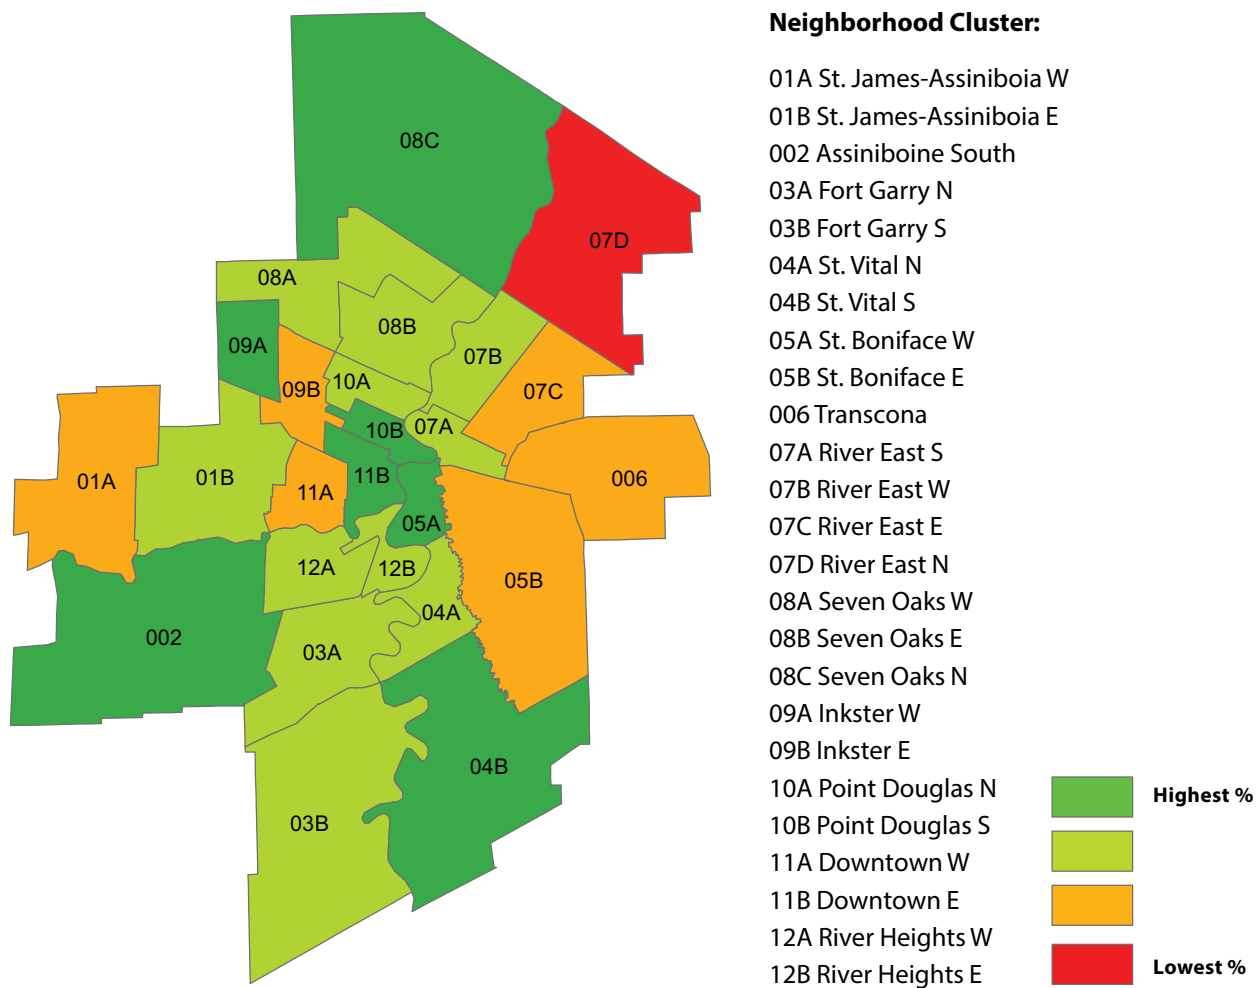 Neighborhood Cluster:
01A St. James-Assiniboia W
01B St. James-Assiniboia E
002 Assiniboine South
03A Fort Garry N
03B Fort Garry S
04A St. Vital N
04B St. Vital S
05A St. Boniface W
05B St. Boniface E
006 Transcona
07A River East S
07B River East W
07C River East E
07D River East N
08A Seven Oaks W
08B Seven Oaks E
08C Seven Oaks N
09A Inkster W
09B Inkster E
10A Point Douglas N
10B Point Douglas S
11A Downtown W
11B Downtown E
12A River Heights W
12B River Heights E
Highest %
Lowest %
08C
07D
08A
08B
09A
07B
10A
09B
07C
07A
10B
11B
01B
01A
11A
006
05A
12A
12B
05B
04A
002
03A
04B
03B